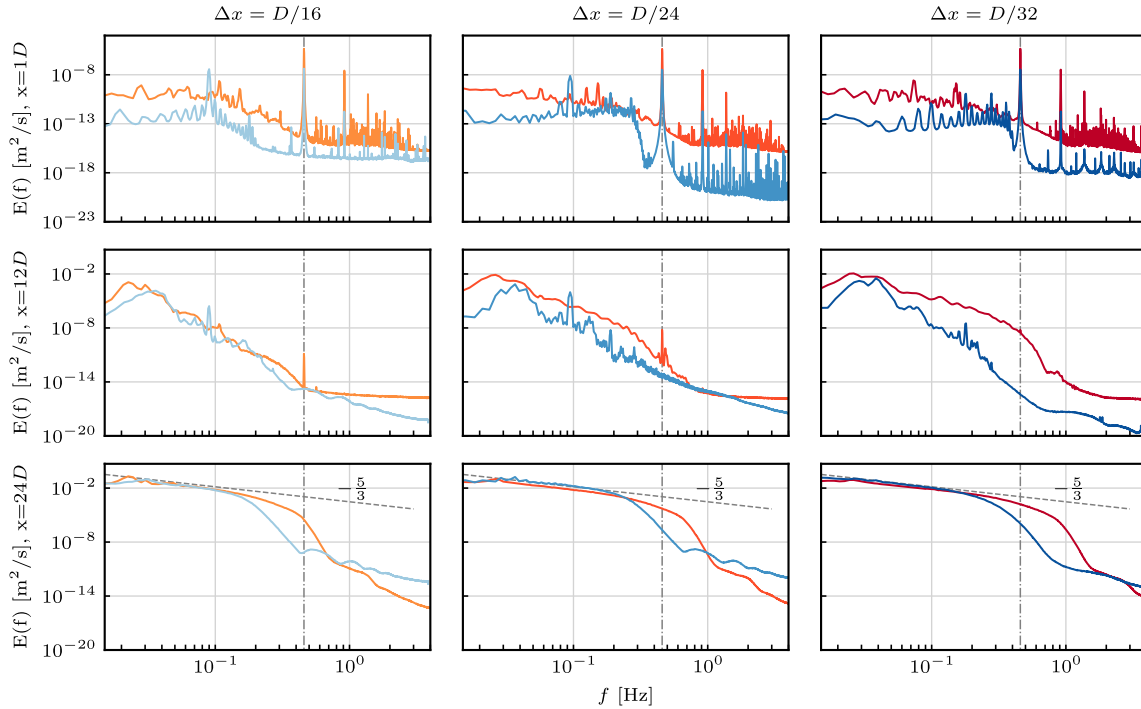 Δx = D/16
Δx = D/24
Δx = D/32
E(f) [m²/s], x=1D
10⁻⁸
10⁻¹³
10⁻¹⁸
10⁻²³
E(f) [m²/s], x=12D
10⁻²
10⁻⁸
10⁻¹⁴
10⁻²⁰
E(f) [m²/s], x=24D
10⁻²
10⁻⁸
10⁻¹⁴
10⁻²⁰
−5/3
−5/3
−5/3
10⁻¹ 10⁰
10⁻¹ 10⁰
10⁻¹ 10⁰
f [Hz]